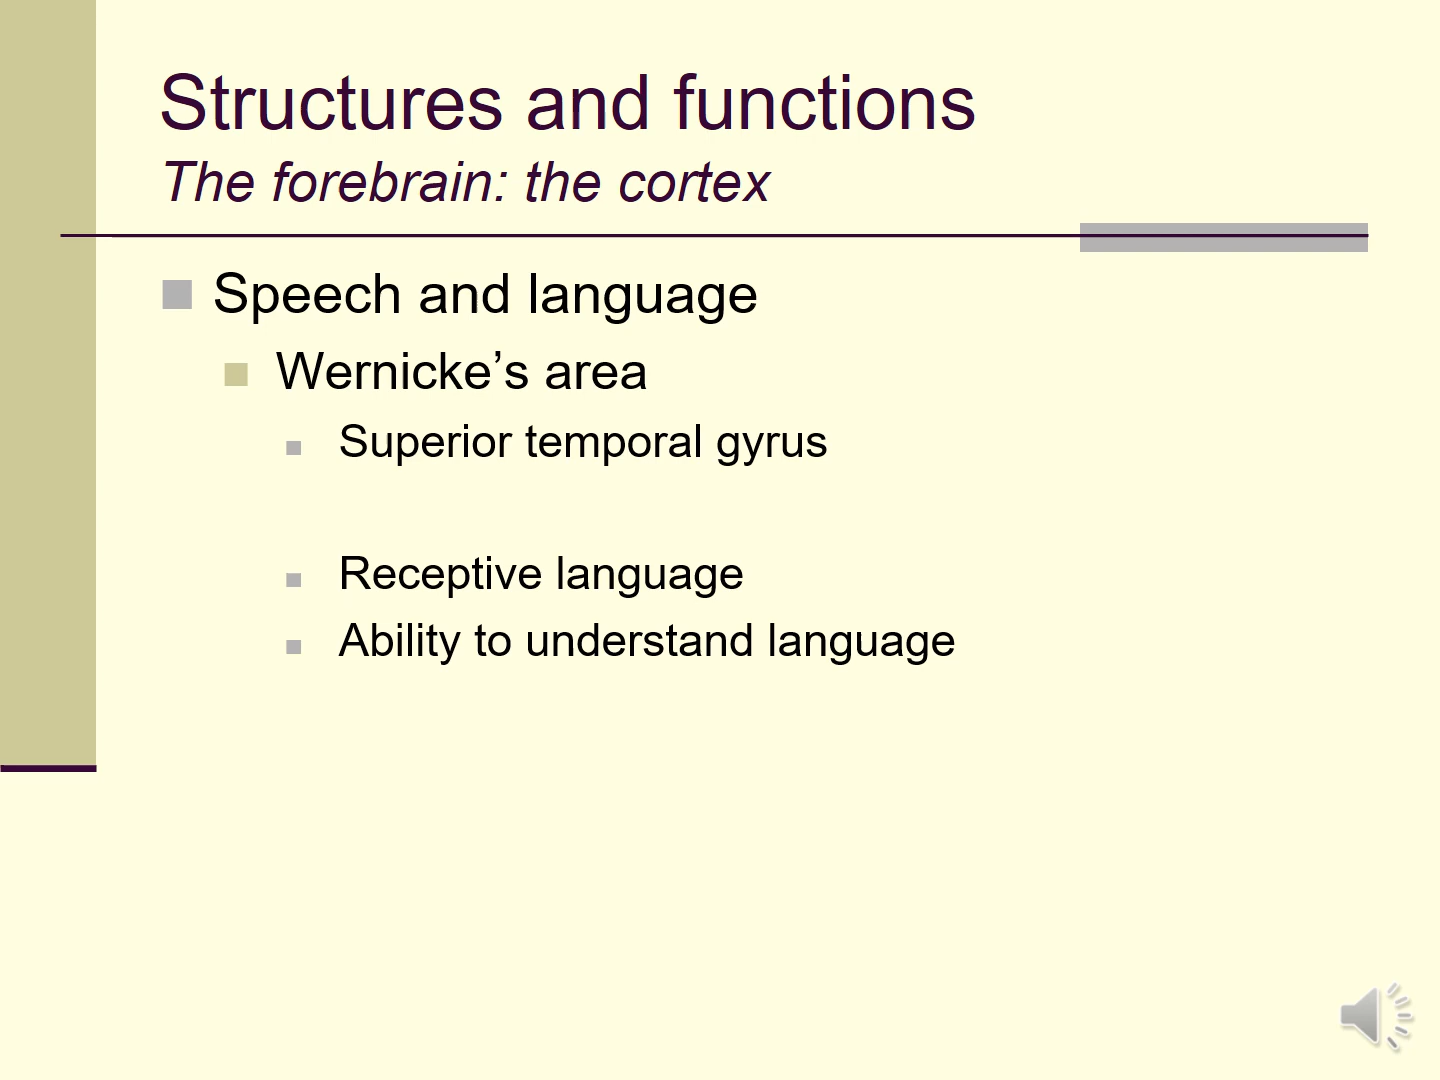 Structures and functions
The forebrain: the cortex
Speech and language
Wernicke’s area
Superior temporal gyrus
Receptive language
Ability to understand language